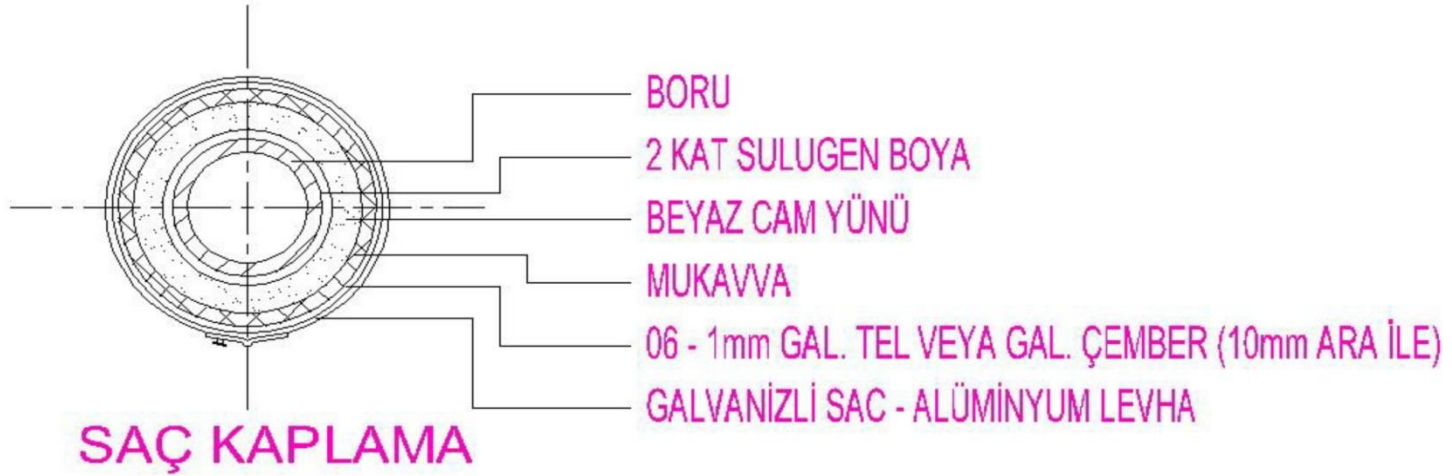 BORU
2 KAT SULUGEN BOYA
BEYAZ CAM YÜNÜ
MUKAVVA
06 - 1mm GAL. TEL VEYA GAL. ÇEMBER (10mm ARA İLE)
GALVANİZLİ SAC - ALÜMİNYUM LEVHA
SAÇ KAPLAMA